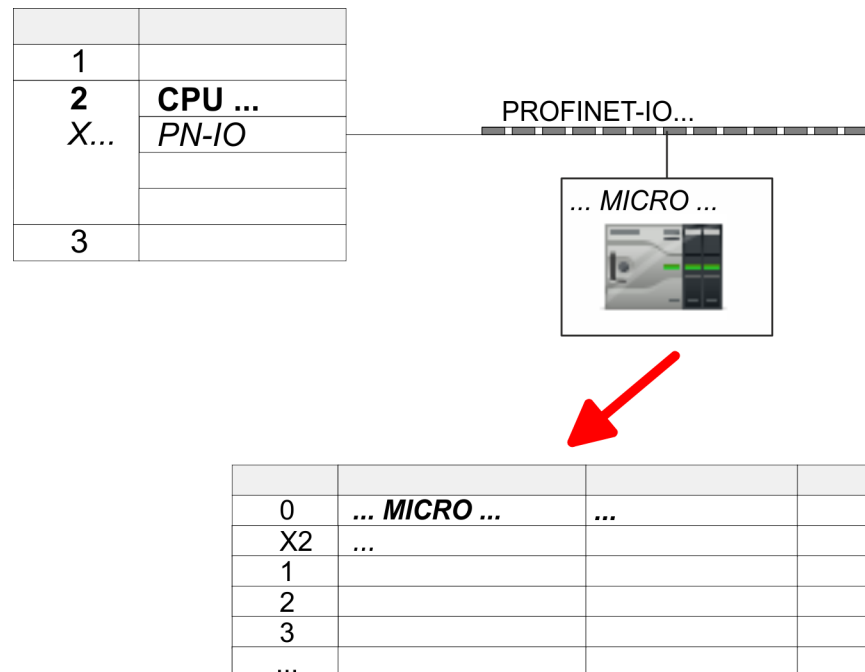 1
2 CPU ...
X... PN-IO
3
PROFINET-IO...
... MICRO ...
0 ... MICRO ... ...
X2 ...
1
2
3
...